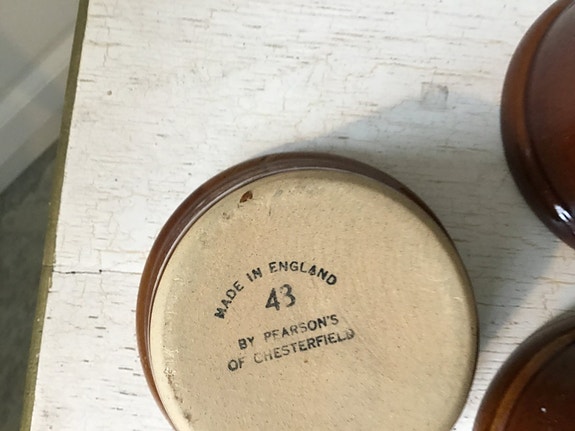 MADE IN ENGLAND
43
BY PEARSON'S
OF CHESTERFIELD